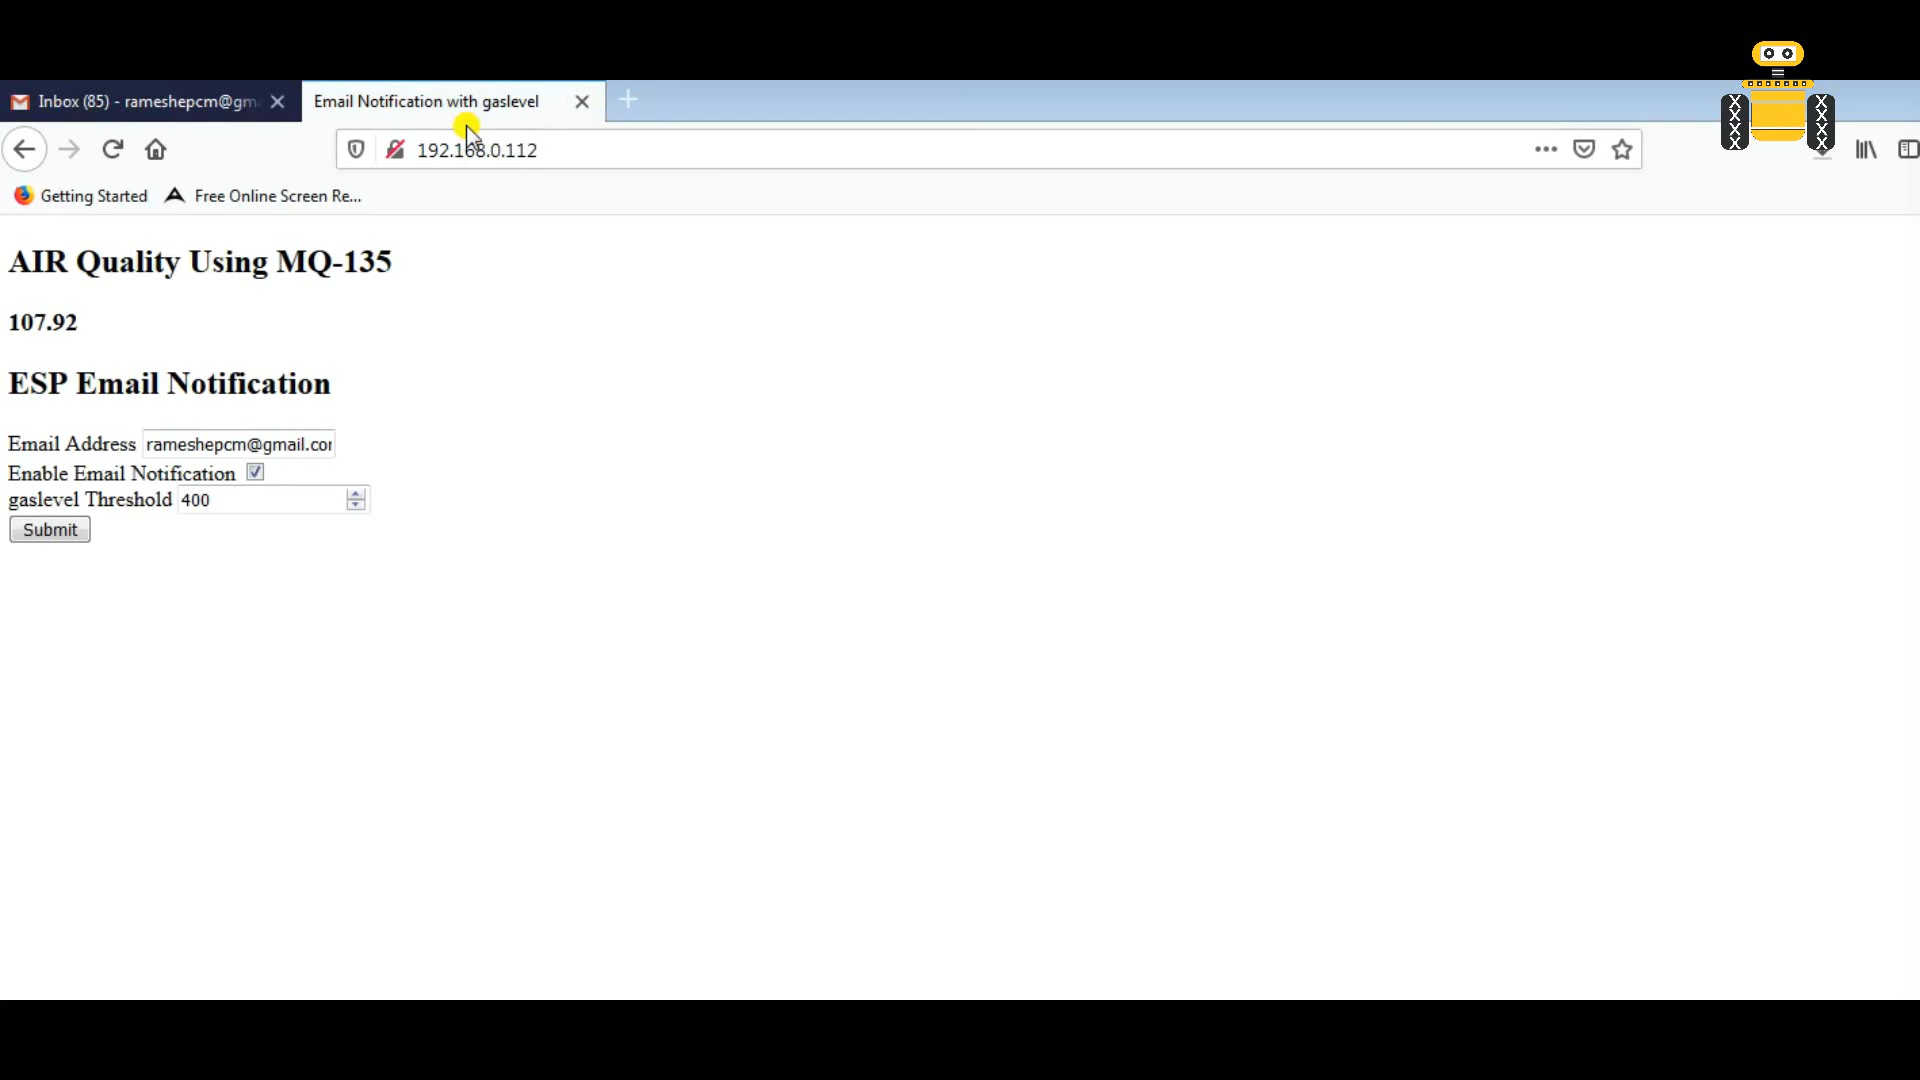 Inbox (85) - rameshepcm@gm
Email Notification with gaslevel
192.168.0.112
Getting Started
Free Online Screen Re...
AIR Quality Using MQ-135
107.92
ESP Email Notification
Email Address rameshepcm@gmail.com
Enable Email Notification
gaslevel Threshold 400
Submit